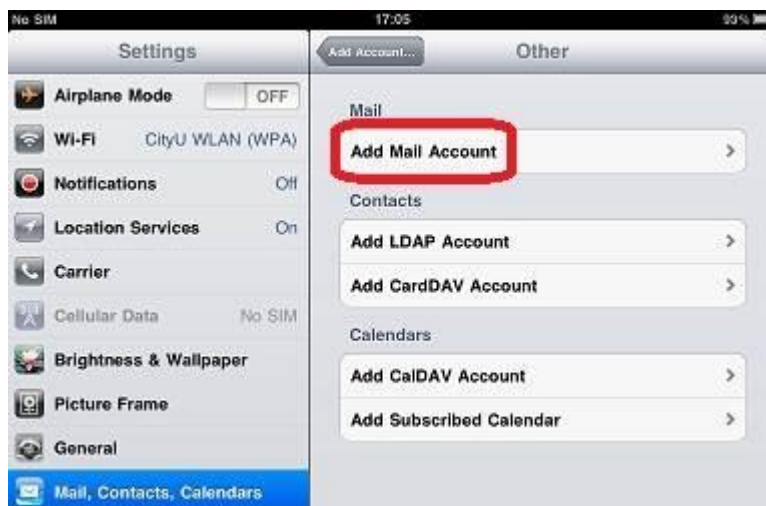 No SIM 17:05 93%
Settings
Airplane Mode OFF
Wi-Fi CityU WLAN (WPA)
Notifications Off
Location Services On
Carrier
Cellular Data No SIM
Brightness & Wallpaper
Picture Frame
General
Mail, Contacts, Calendars
Add Account... Other
Mail
Add Mail Account
Contacts
Add LDAP Account
Add CardDAV Account
Calendars
Add CalDAV Account
Add Subscribed Calendar